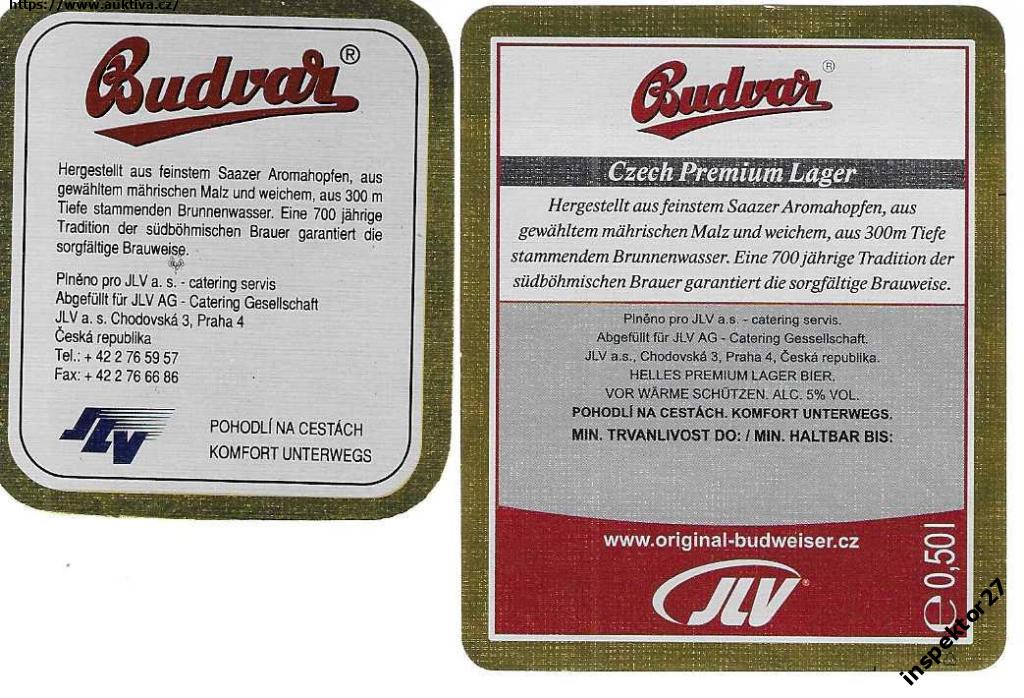 https://www.auktiva.cz/
Budvar®
Hergestellt aus feinstem Saazer Aromahopfen, aus
gewähltem mährischen Malz und weichem, aus 300 m
Tiefe stammenden Brunnenwasser. Eine 700 jährige
Tradition der südböhmischen Brauer garantiert die
sorgfältige Brauweise.
Plněno pro JLV a. s. - catering servis
Abgefüllt für JLV AG - Catering Gesellschaft
JLV a. s. Chodovská 3, Praha 4
Česká republika
Tel.: + 42 2 76 59 57
Fax: + 42 2 76 66 86
JLV
POHODLÍ NA CESTÁCH
KOMFORT UNTERWEGS
Budvar®
Czech Premium Lager
Hergestellt aus feinstem Saazer Aromahopfen, aus
gewähltem mährischen Malz und weichem, aus 300m Tiefe
stammendem Brunnenwasser. Eine 700 jährige Tradition der
südböhmischen Brauer garantiert die sorgfältige Brauweise.
Plněno pro JLV a.s. - catering servis.
Abgefüllt für JLV AG - Catering Gessellschaft.
JLV a.s., Chodovská 3, Praha 4, Česká republika.
HELLES PREMIUM LAGER BIER.
VOR WÄRME SCHÜTZEN. ALC. 5% VOL.
POHODLÍ NA CESTÁCH. KOMFORT UNTERWEGS.
MIN. TRVANLIVOST DO: / MIN. HALTBAR BIS:
www.original-budweiser.cz
JLV®
e 0,50 l
inspektor27